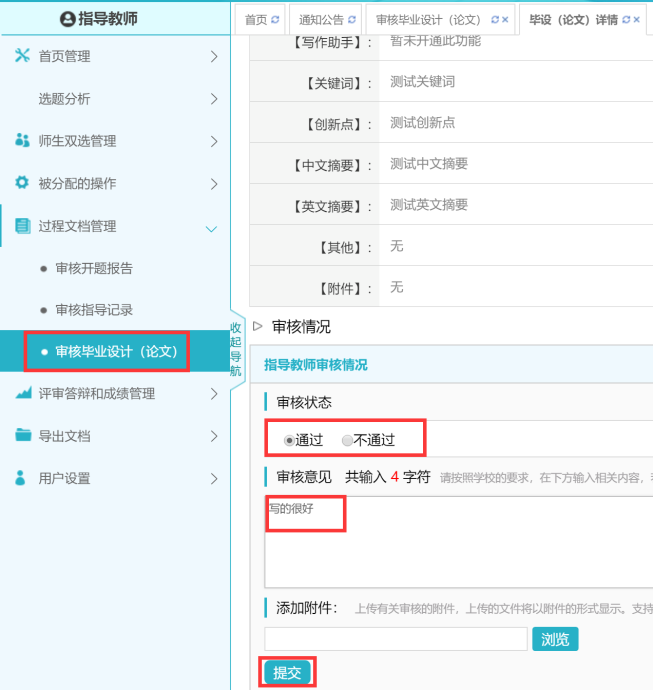 指导教师
首页 通知公告 审核毕业设计（论文） 毕设（论文）详情
首页管理
选题分析
师生双选管理
被分配的操作
过程文档管理
审核开题报告
审核指导记录
审核毕业设计（论文）
评审答辩和成绩管理
导出文档
用户设置
收起导航
【写作助手】： 暂未开通此功能
【关键词】： 测试关键词
【创新点】： 测试创新点
【中文摘要】： 测试中文摘要
【英文摘要】： 测试英文摘要
【其他】： 无
【附件】： 无
审核情况
指导教师审核情况
审核状态
通过 不通过
审核意见 共输入 4 字符 请按照学校的要求，在下方输入相关内容，
写的很好
添加附件： 上传有关审核的附件，上传的文件将以附件的形式显示。支持
浏览
提交